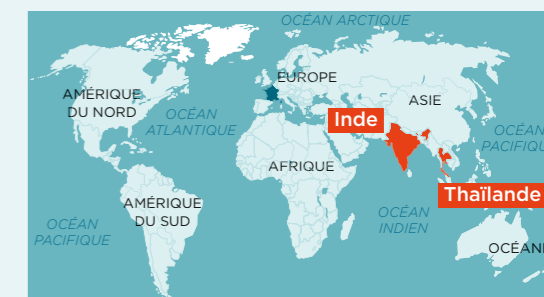 OCÉAN ARCTIQUE
EUROPE
AMÉRIQUE
DU NORD
ASIE
OCÉAN
ATLANTIQUE
Inde
OCÉAN
PACIFIQUE
AFRIQUE
Thaïlande
AMÉRIQUE
DU SUD
OCÉAN
INDIEN
OCÉAN
PACIFIQUE